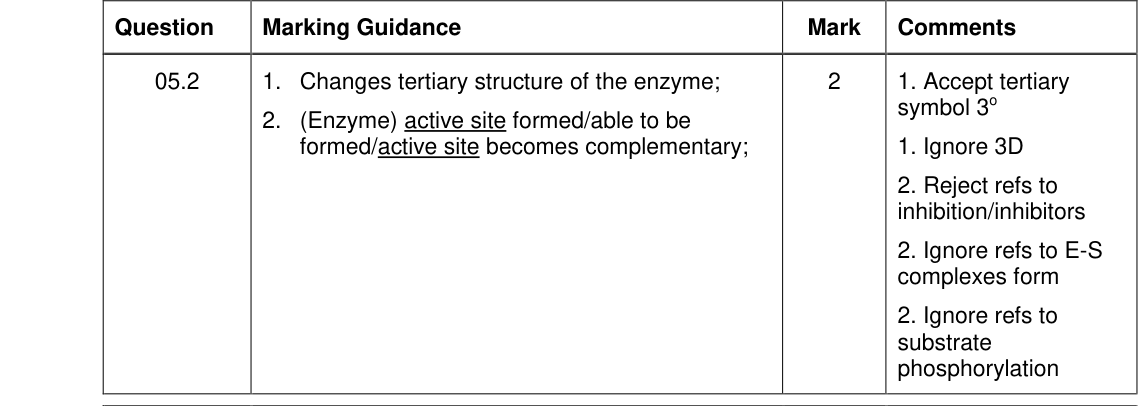 Question Marking Guidance Mark Comments
05.2 1. Changes tertiary structure of the enzyme; 2 1. Accept tertiary
symbol 3º
2. (Enzyme) active site formed/able to be
formed/active site becomes complementary;
1. Ignore 3D
2. Reject refs to
inhibition/inhibitors
2. Ignore refs to E-S
complexes form
2. Ignore refs to
substrate
phosphorylation